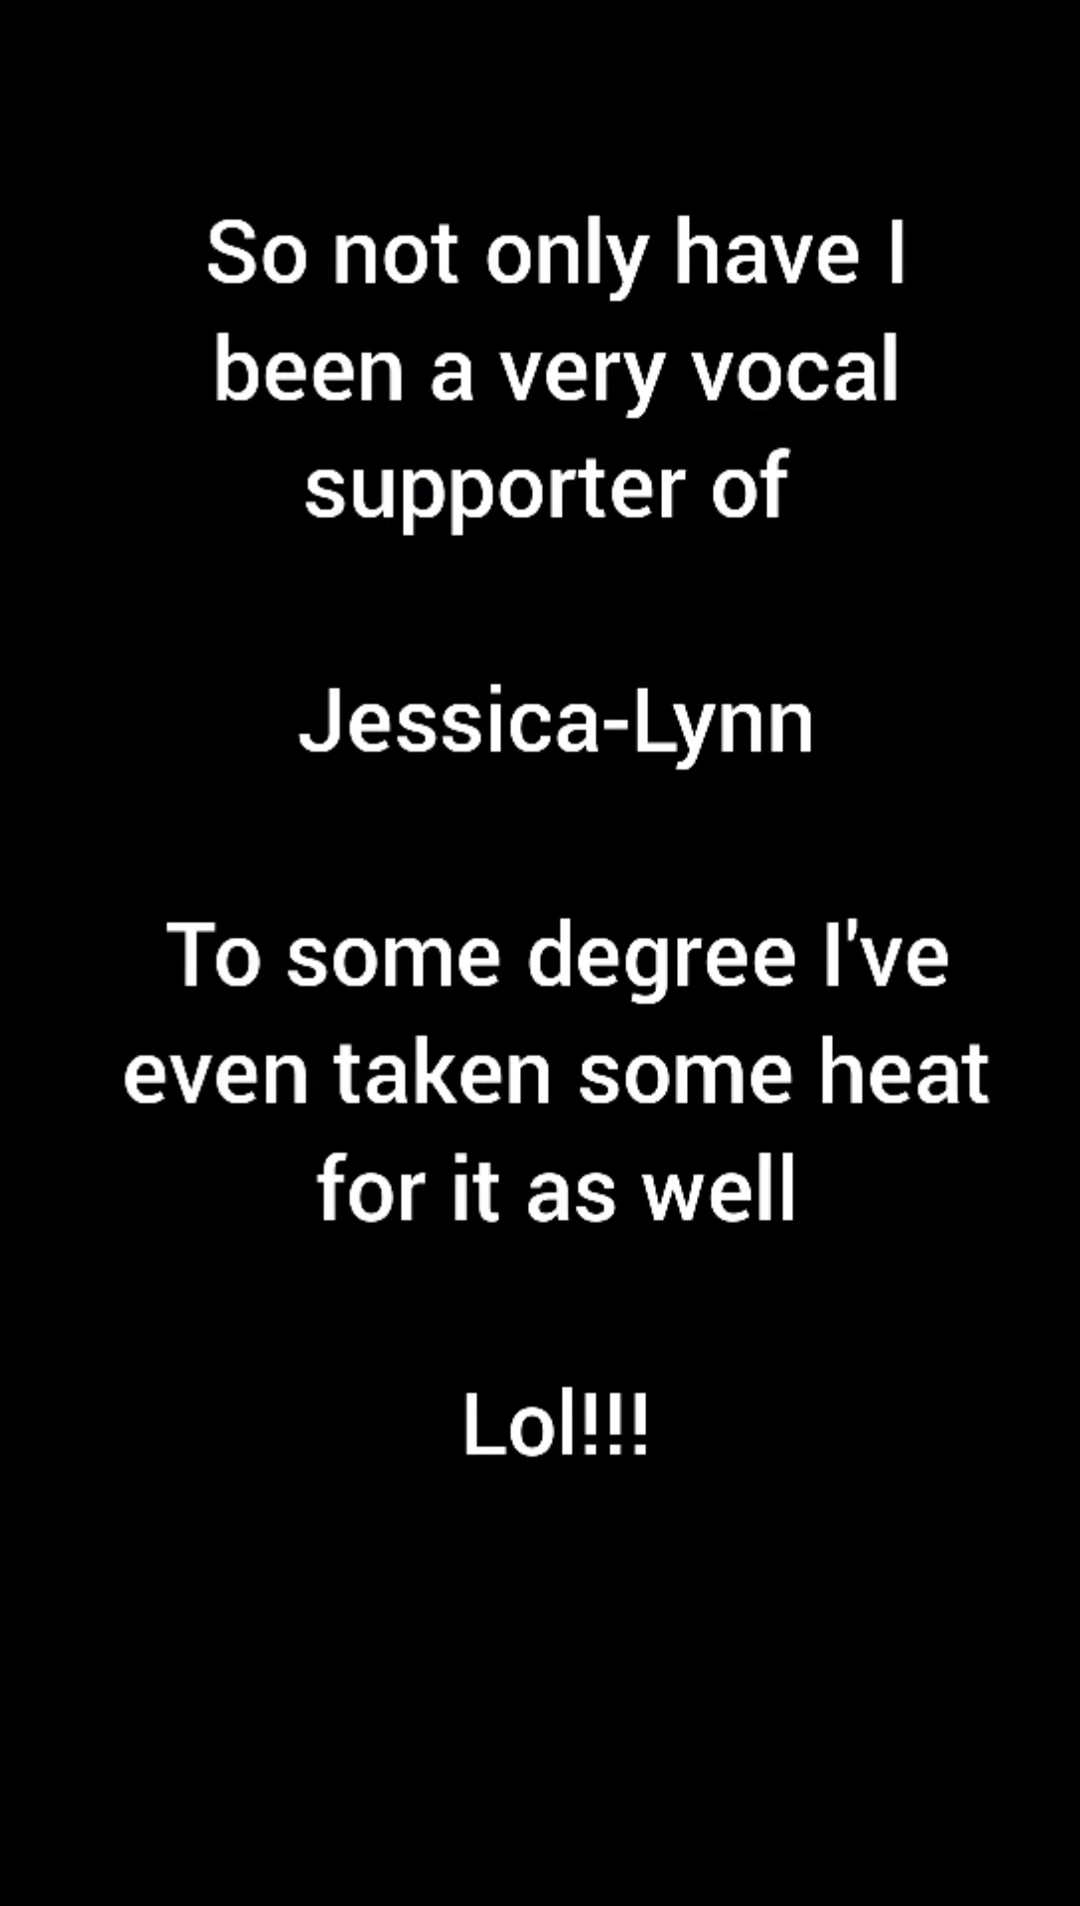 So not only have I
been a very vocal
supporter of
Jessica-Lynn
To some degree I've
even taken some heat
for it as well
Lol!!!